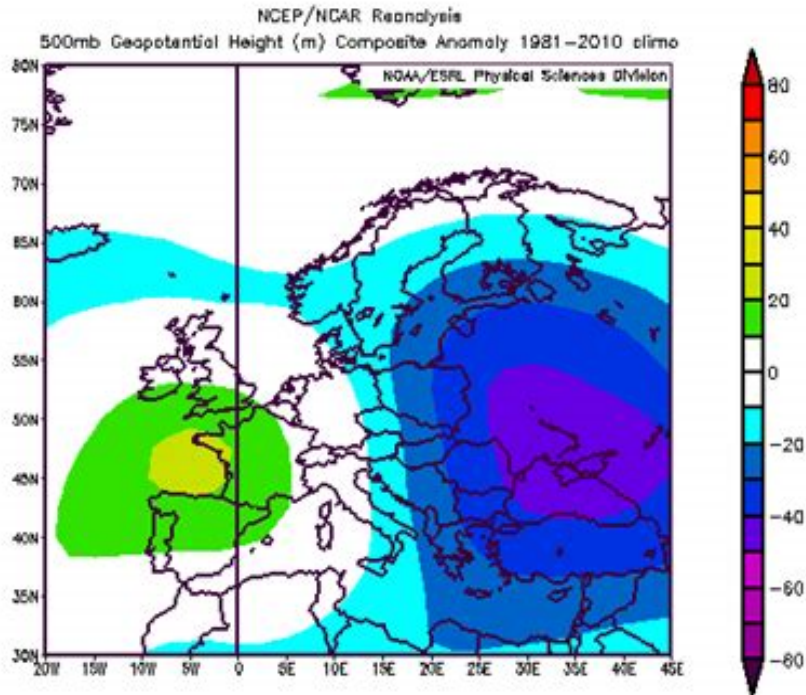 NCEP/NCAR Reanalysis
500mb Geopotential Height (m) Composite Anomaly 1981-2010 climo
NOAA/ESRL Physical Sciences Division
80N
75N
70N
65N
60N
55N
50N
45N
40N
35N
30N
20W 15W 10W 5W 0 5E 10E 15E 20E 25E 30E 35E 40E 45E
80
60
40
20
0
-20
-40
-60
-80